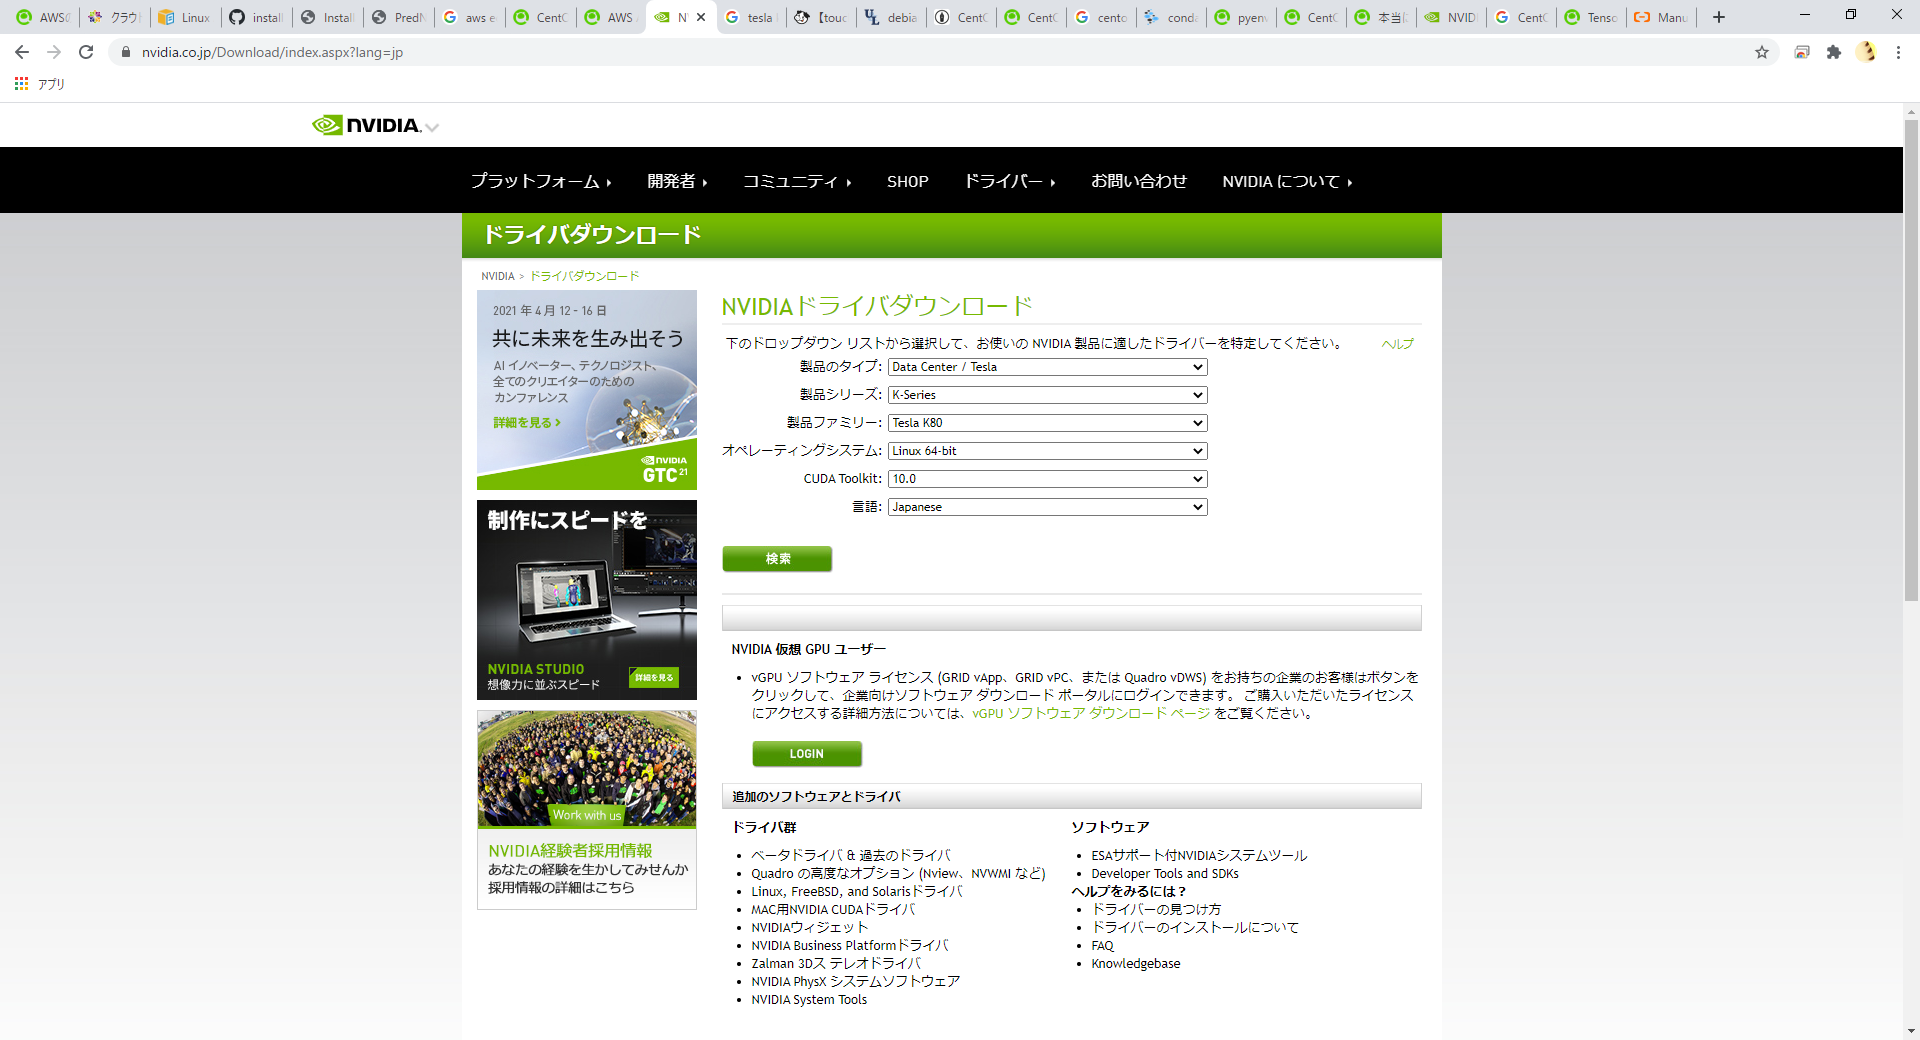 AWSの
クラウド
Linux
install
Install
PredN
aws e
CentO
AWS
NV
tesla
【touc
debia
CentO
CentO
cento
conda
pyenv
CentO
本当に
NVIDI
CentO
Tenso
Manu
nvidia.co.jp/Download/index.aspx?lang=jp
アプリ
NVIDIA.
プラットフォーム
開発者
コミュニティ
SHOP
ドライバー
お問い合わせ
NVIDIA について
ドライバダウンロード
NVIDIA > ドライバダウンロード
2021 年 4 月 12 - 16 日
共に未来を生み出そう
AI イノベーター、テクノロジスト、
全てのクリエイターのための
カンファレンス
詳細を見る >
NVIDIA
GTC 21
制作にスピードを
NVIDIA STUDIO
想像力に並ぶスピード
詳細を見る
Work with us
NVIDIA経験者採用情報
あなたの経験を生かしてみせんか
採用情報の詳細はこちら
NVIDIAドライバダウンロード
下のドロップダウン リストから選択して、お使いの NVIDIA 製品に適したドライバーを特定してください。
ヘルプ
製品のタイプ: Data Center / Tesla
製品シリーズ: K-Series
製品ファミリー: Tesla K80
オペレーティングシステム: Linux 64-bit
CUDA Toolkit: 10.0
言語: Japanese
検索
NVIDIA 仮想 GPU ユーザー
• vGPU ソフトウェア ライセンス (GRID vApp、GRID vPC、または Quadro vDWS) をお持ちの企業のお客様はボタンを
クリックして、企業向けソフトウェア ダウンロード ポータルにログインできます。 ご購入いただいたライセンス
にアクセスする詳細方法については、vGPU ソフトウェア ダウンロード ページ をご覧ください。
LOGIN
追加のソフトウェアとドライバ
ドライバ群
• ベータドライバ & 過去のドライバ
• Quadro の高度なオプション (Nview、NVWMI など)
• Linux, FreeBSD, and Solarisドライバ
• MAC用NVIDIA CUDAドライバ
• NVIDIAウィジェット
• NVIDIA Business Platformドライバ
• Zalman 3Dス テレオドライバ
• NVIDIA PhysX システムソフトウェア
• NVIDIA System Tools
ソフトウェア
• ESAサポート付NVIDIAシステムツール
• Developer Tools and SDKs
ヘルプをみるには？
• ドライバーの見つけ方
• ドライバーのインストールについて
• FAQ
• Knowledgebase